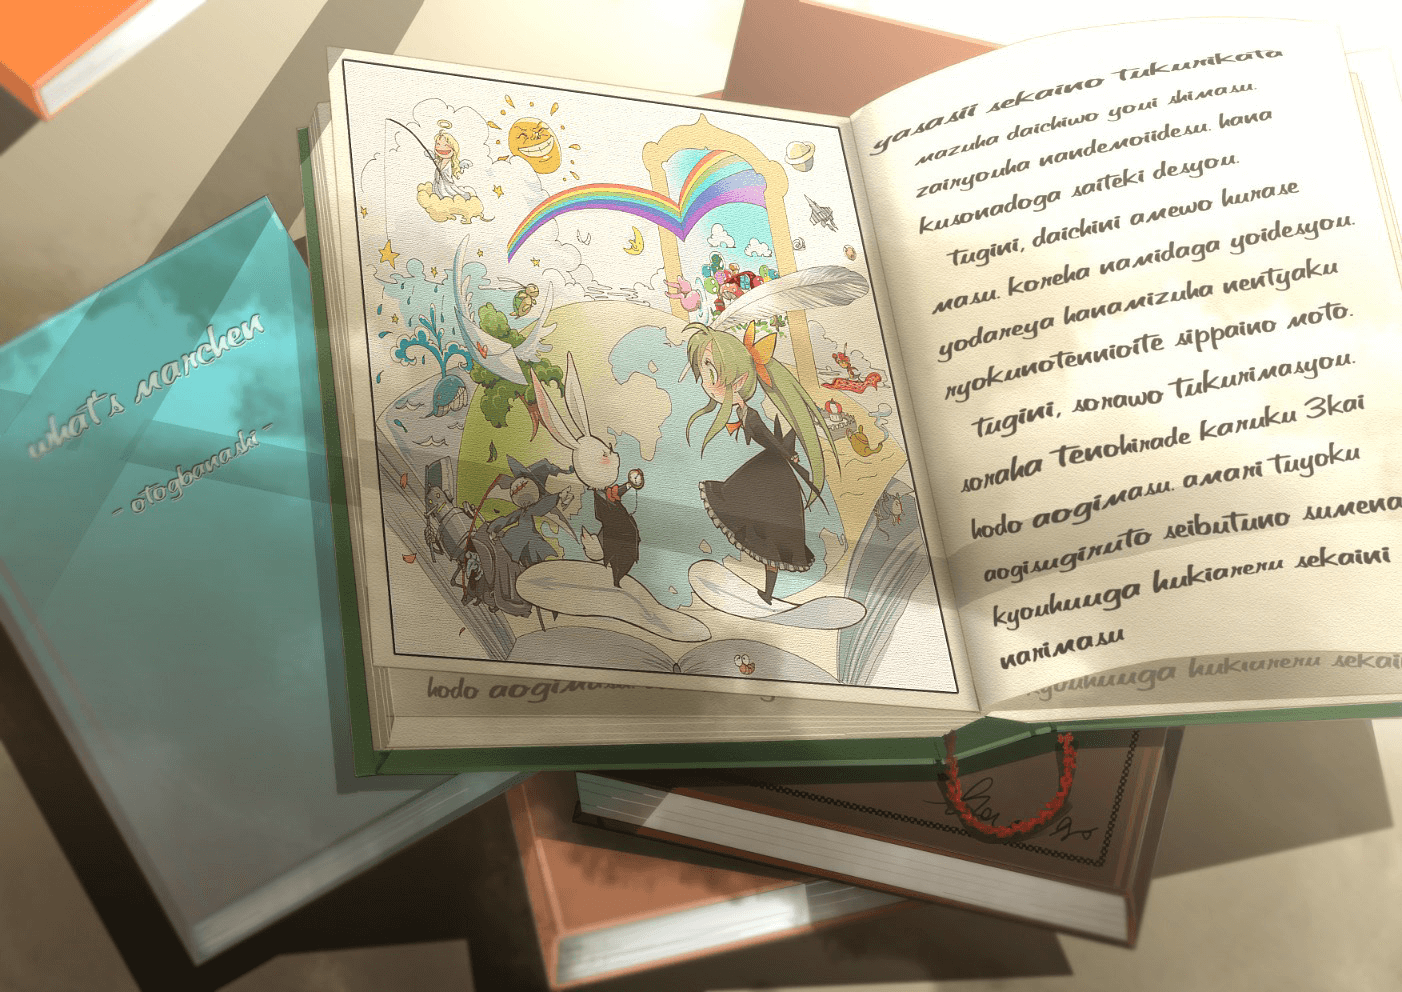 what's marchen
- otogbanashi -
yasasii sekaino tukurikata
mazuha daichiwo youi shimasu.
zairyouha nandemoiidesu. hana
kusonadoga saiteki desyou.
tugini, daichini amewo hurase
masu. koreha namidaga yoidesyou.
yodareya hanamizuha nentyaku
ryokunotennioite sippaino moto.
tugini, sorawo tukurimasyou.
soraha tenohirade karuku 3kai
hodo aogimasu. amari tuyoku
aogisugiruto seibutuno sumena
kyouhuuga hukiareru sekaini
narimasu
hodo aogimasu.
kyouhuuga hukiareru sekai